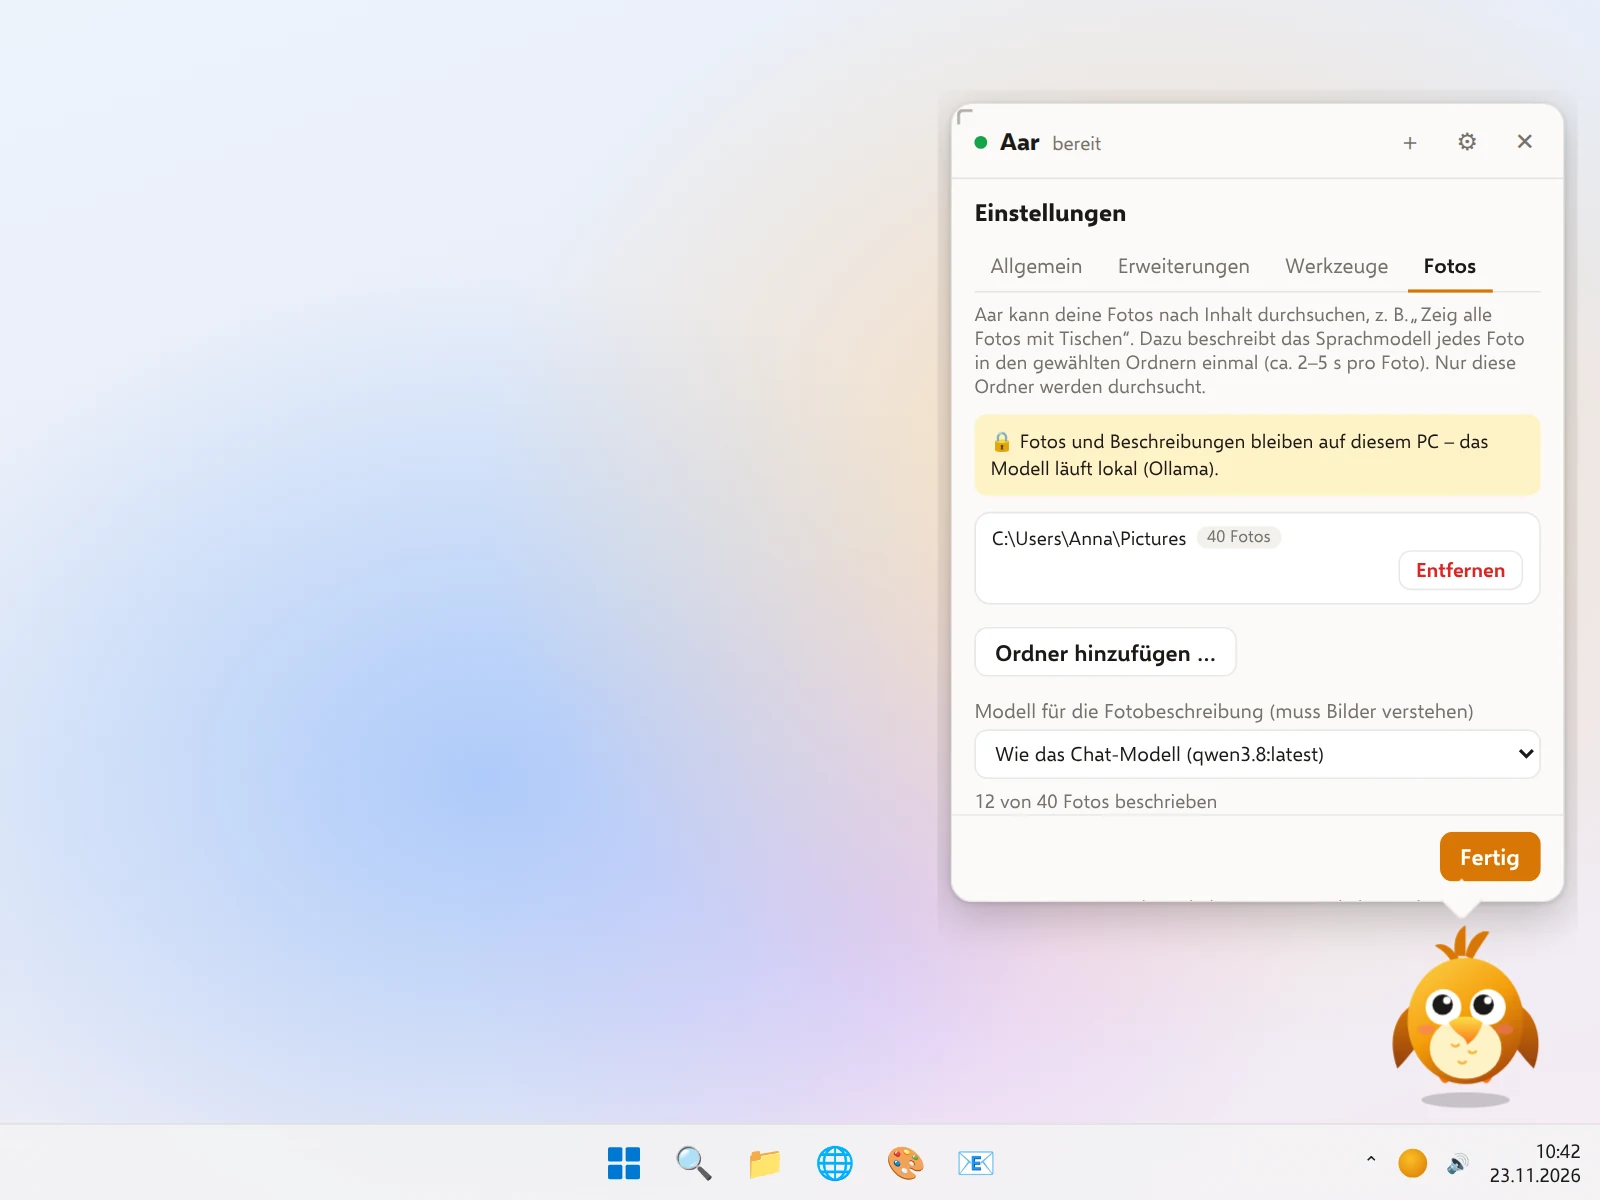 Aar bereit
Einstellungen
Allgemein Erweiterungen Werkzeuge Fotos
Aar kann deine Fotos nach Inhalt durchsuchen, z. B. „Zeig alle
Fotos mit Tischen“. Dazu beschreibt das Sprachmodell jedes Foto
in den gewählten Ordnern einmal (ca. 2–5 s pro Foto). Nur diese
Ordner werden durchsucht.
🔒 Fotos und Beschreibungen bleiben auf diesem PC – das
Modell läuft lokal (Ollama).
C:\Users\Anna\Pictures 40 Fotos
Entfernen
Ordner hinzufügen ...
Modell für die Fotobeschreibung (muss Bilder verstehen)
Wie das Chat-Modell (qwen3.8:latest)
12 von 40 Fotos beschrieben
Fertig
10:42
23.11.2026